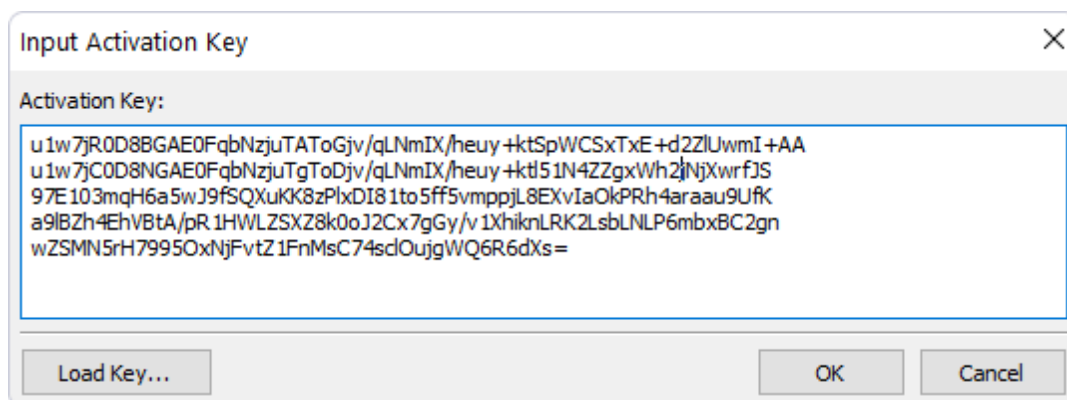 Input Activation Key
Activation Key:
u1w7jR0D8BGAE0FqbNzjuTAToGjv/qLNmIX/heuy+ktSpWCSxTxE+d2ZlUwmI+AA
u1w7jC0D8NGAE0FqbNzjuTgToDjv/qLNmIX/heuy+ktl51N4ZZgxWh2jNjXwrfJS
97E103mqH6a5wJ9fSQXuKK8zPlxDI81to5ff5vmppjL8EXvIaOkPRh4araau9UfK
a9lBZh4EhVBtA/pR1HWLZSXZ8k0oJ2Cx7gGy/v1XhiknLRK2LsbLNLP6mbxBC2gn
wZSMN5rH7995OxNjFvtZ1FnMsC74sclOujgWQ6R6dXs=
Load Key...
OK
Cancel